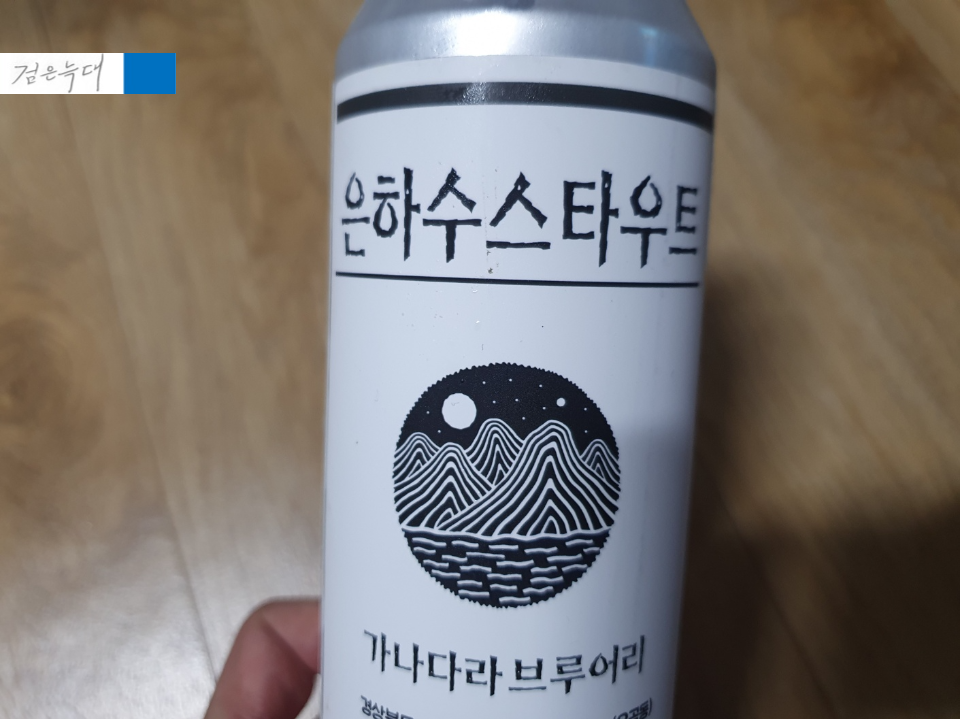 검은늑대
은하수스타우트
가나다라 브루어리